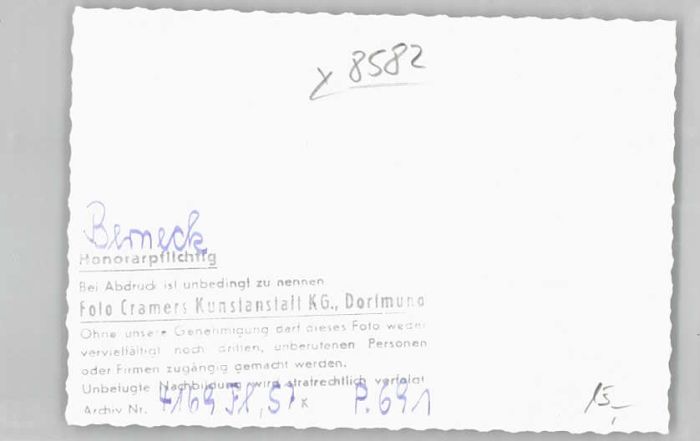 y 8582
Berneck
Honorarpflichtig
Bei Abdruck ist unbedingt zu nennen
Foto Cramers Kunstanstalt KG., Dortmund
Ohne unsere Genehmigung darf dieses Foto weder
vervielfältigt noch dritten, unberufenen Personen
oder Firmen zugängig gemacht werden.
Unbefugte Nachbildung wird strafrechtlich verfolgt
Archiv Nr. K P. 691
15,-